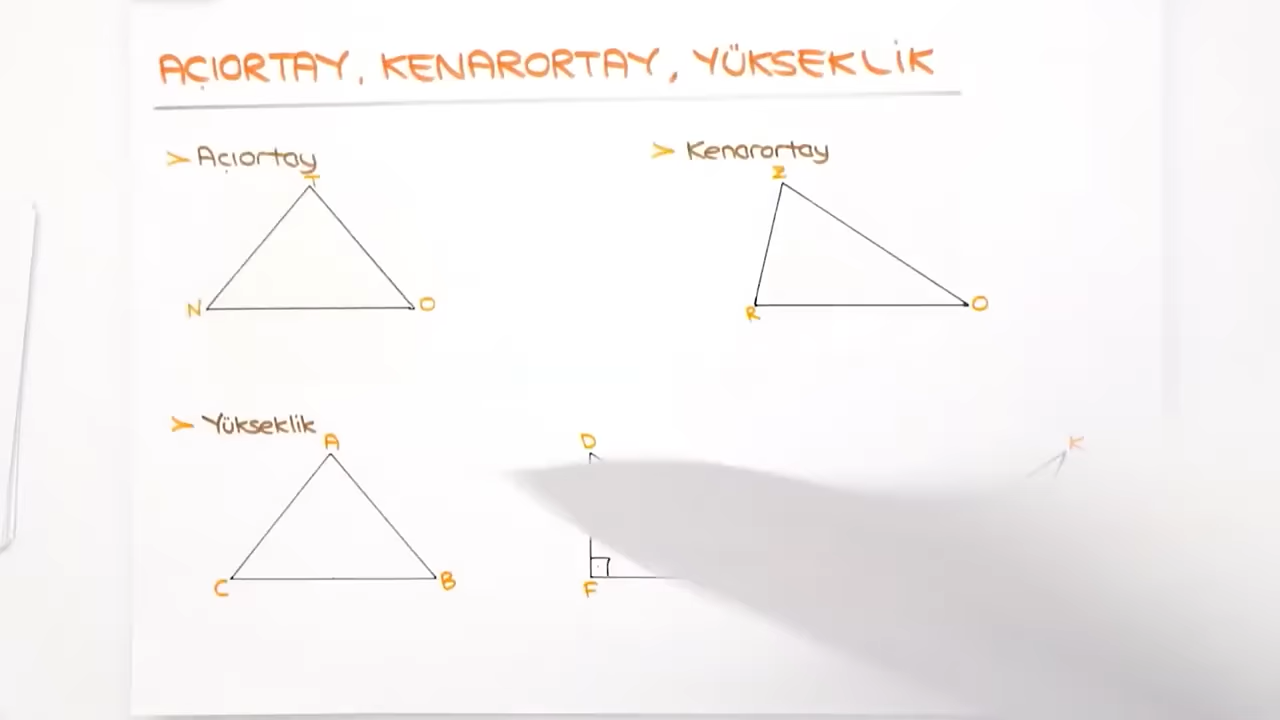 AÇIORTAY, KENARORTAY, YÜKSEKLİK
➤ Açıortay
T
N
O
➤ Kenarortay
Z
R
O
➤ Yükseklik
A
C
B
D
F
K